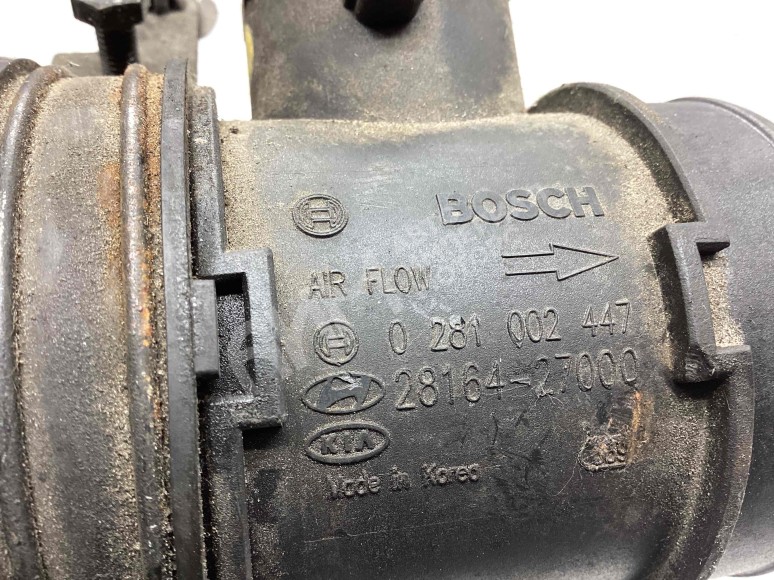 BOSCH
AIR FLOW
0 281 002 447
28164-27000
KIA
Made in Korea